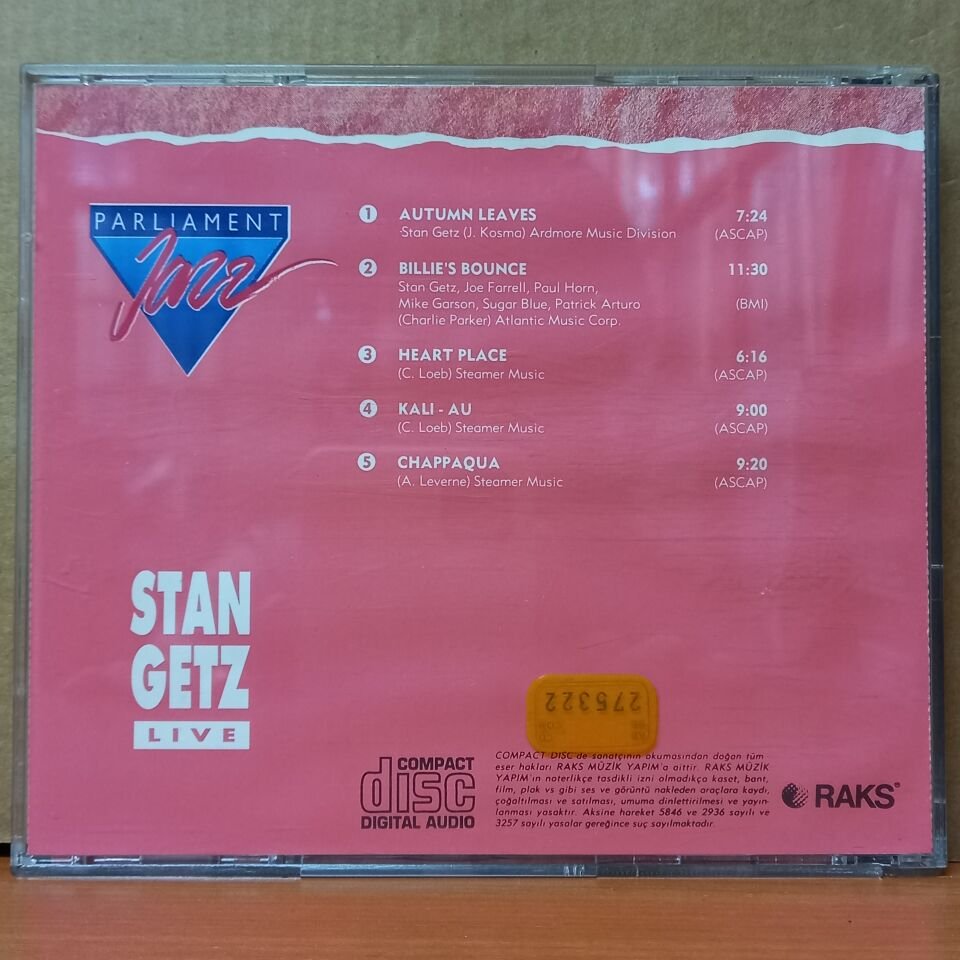 PARLIAMENT
Jazz
1 AUTUMN LEAVES 7:24
Stan Getz (J. Kosma) Ardmore Music Division (ASCAP)
2 BILLIE'S BOUNCE 11:30
Stan Getz, Joe Farrell, Paul Horn,
Mike Garson, Sugar Blue, Patrick Arturo (BMI)
(Charlie Parker) Atlantic Music Corp.
3 HEART PLACE 6:16
(C. Loeb) Steamer Music (ASCAP)
4 KALI - AU 9:00
(C. Loeb) Steamer Music (ASCAP)
5 CHAPPAQUA 9:20
(A. Leverne) Steamer Music (ASCAP)
STAN
GETZ
LIVE
275322
COMPACT
disc
DIGITAL AUDIO
COMPACT DISC de sanatçının okumasından doğan tüm
eser hakları RAKS MÜZİK YAPIM'a aittir. RAKS MÜZİK
YAPIM'ın noterlikçe tasdikli izni olmadıkça kaset, bant,
film, plak vs gibi ses ve görüntü nakleden araçlara kaydı,
çoğaltılması ve satılması, umuma dinlettirilmesi ve yayın-
lanması yasaktır. Aksine hareket 5846 ve 2936 sayılı ve
3257 sayılı yasalar gereğince suç sayılmaktadır.
RAKS®